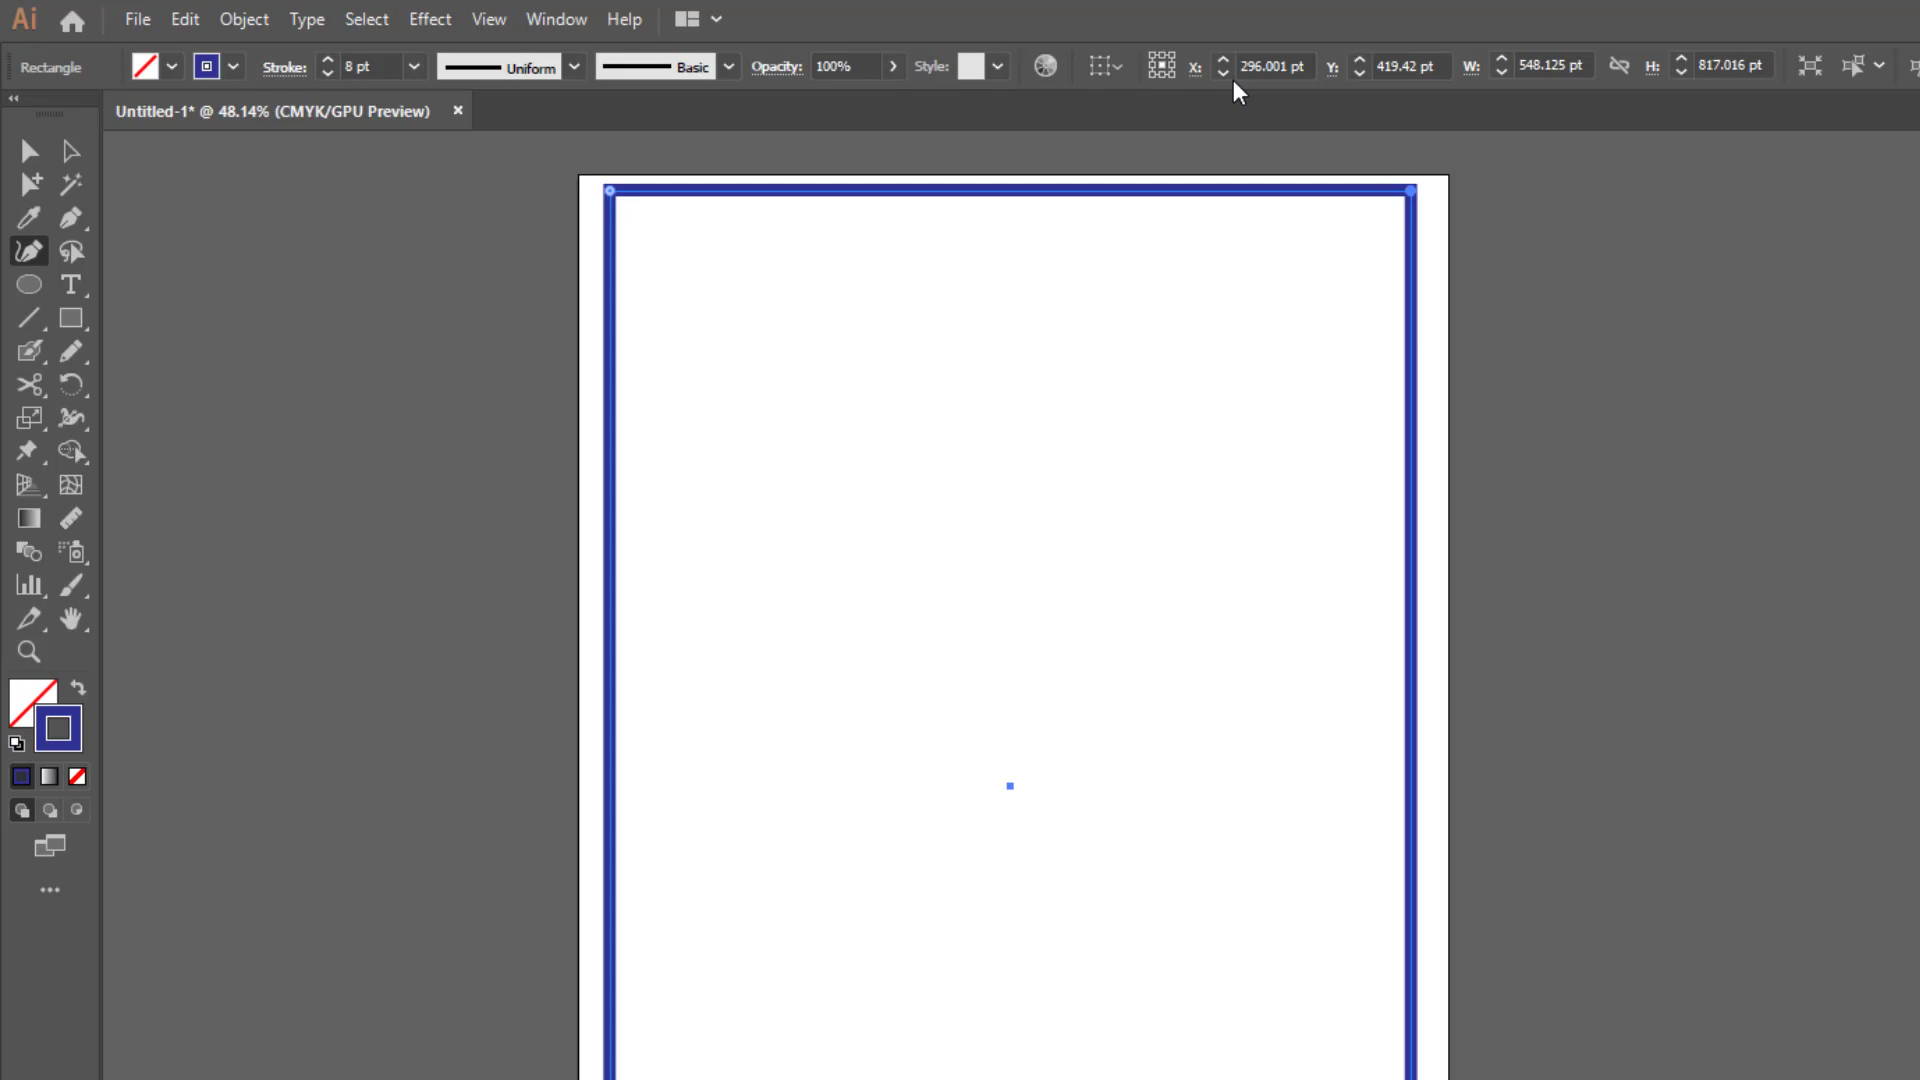 Ai File Edit Object Type Select Effect View Window Help
Rectangle Stroke: 8 pt Uniform Basic Opacity: 100% Style: X: 296.001 pt Y: 419.42 pt W: 548.125 pt H: 817.016 pt
Untitled-1* @ 48.14% (CMYK/GPU Preview) ×
T